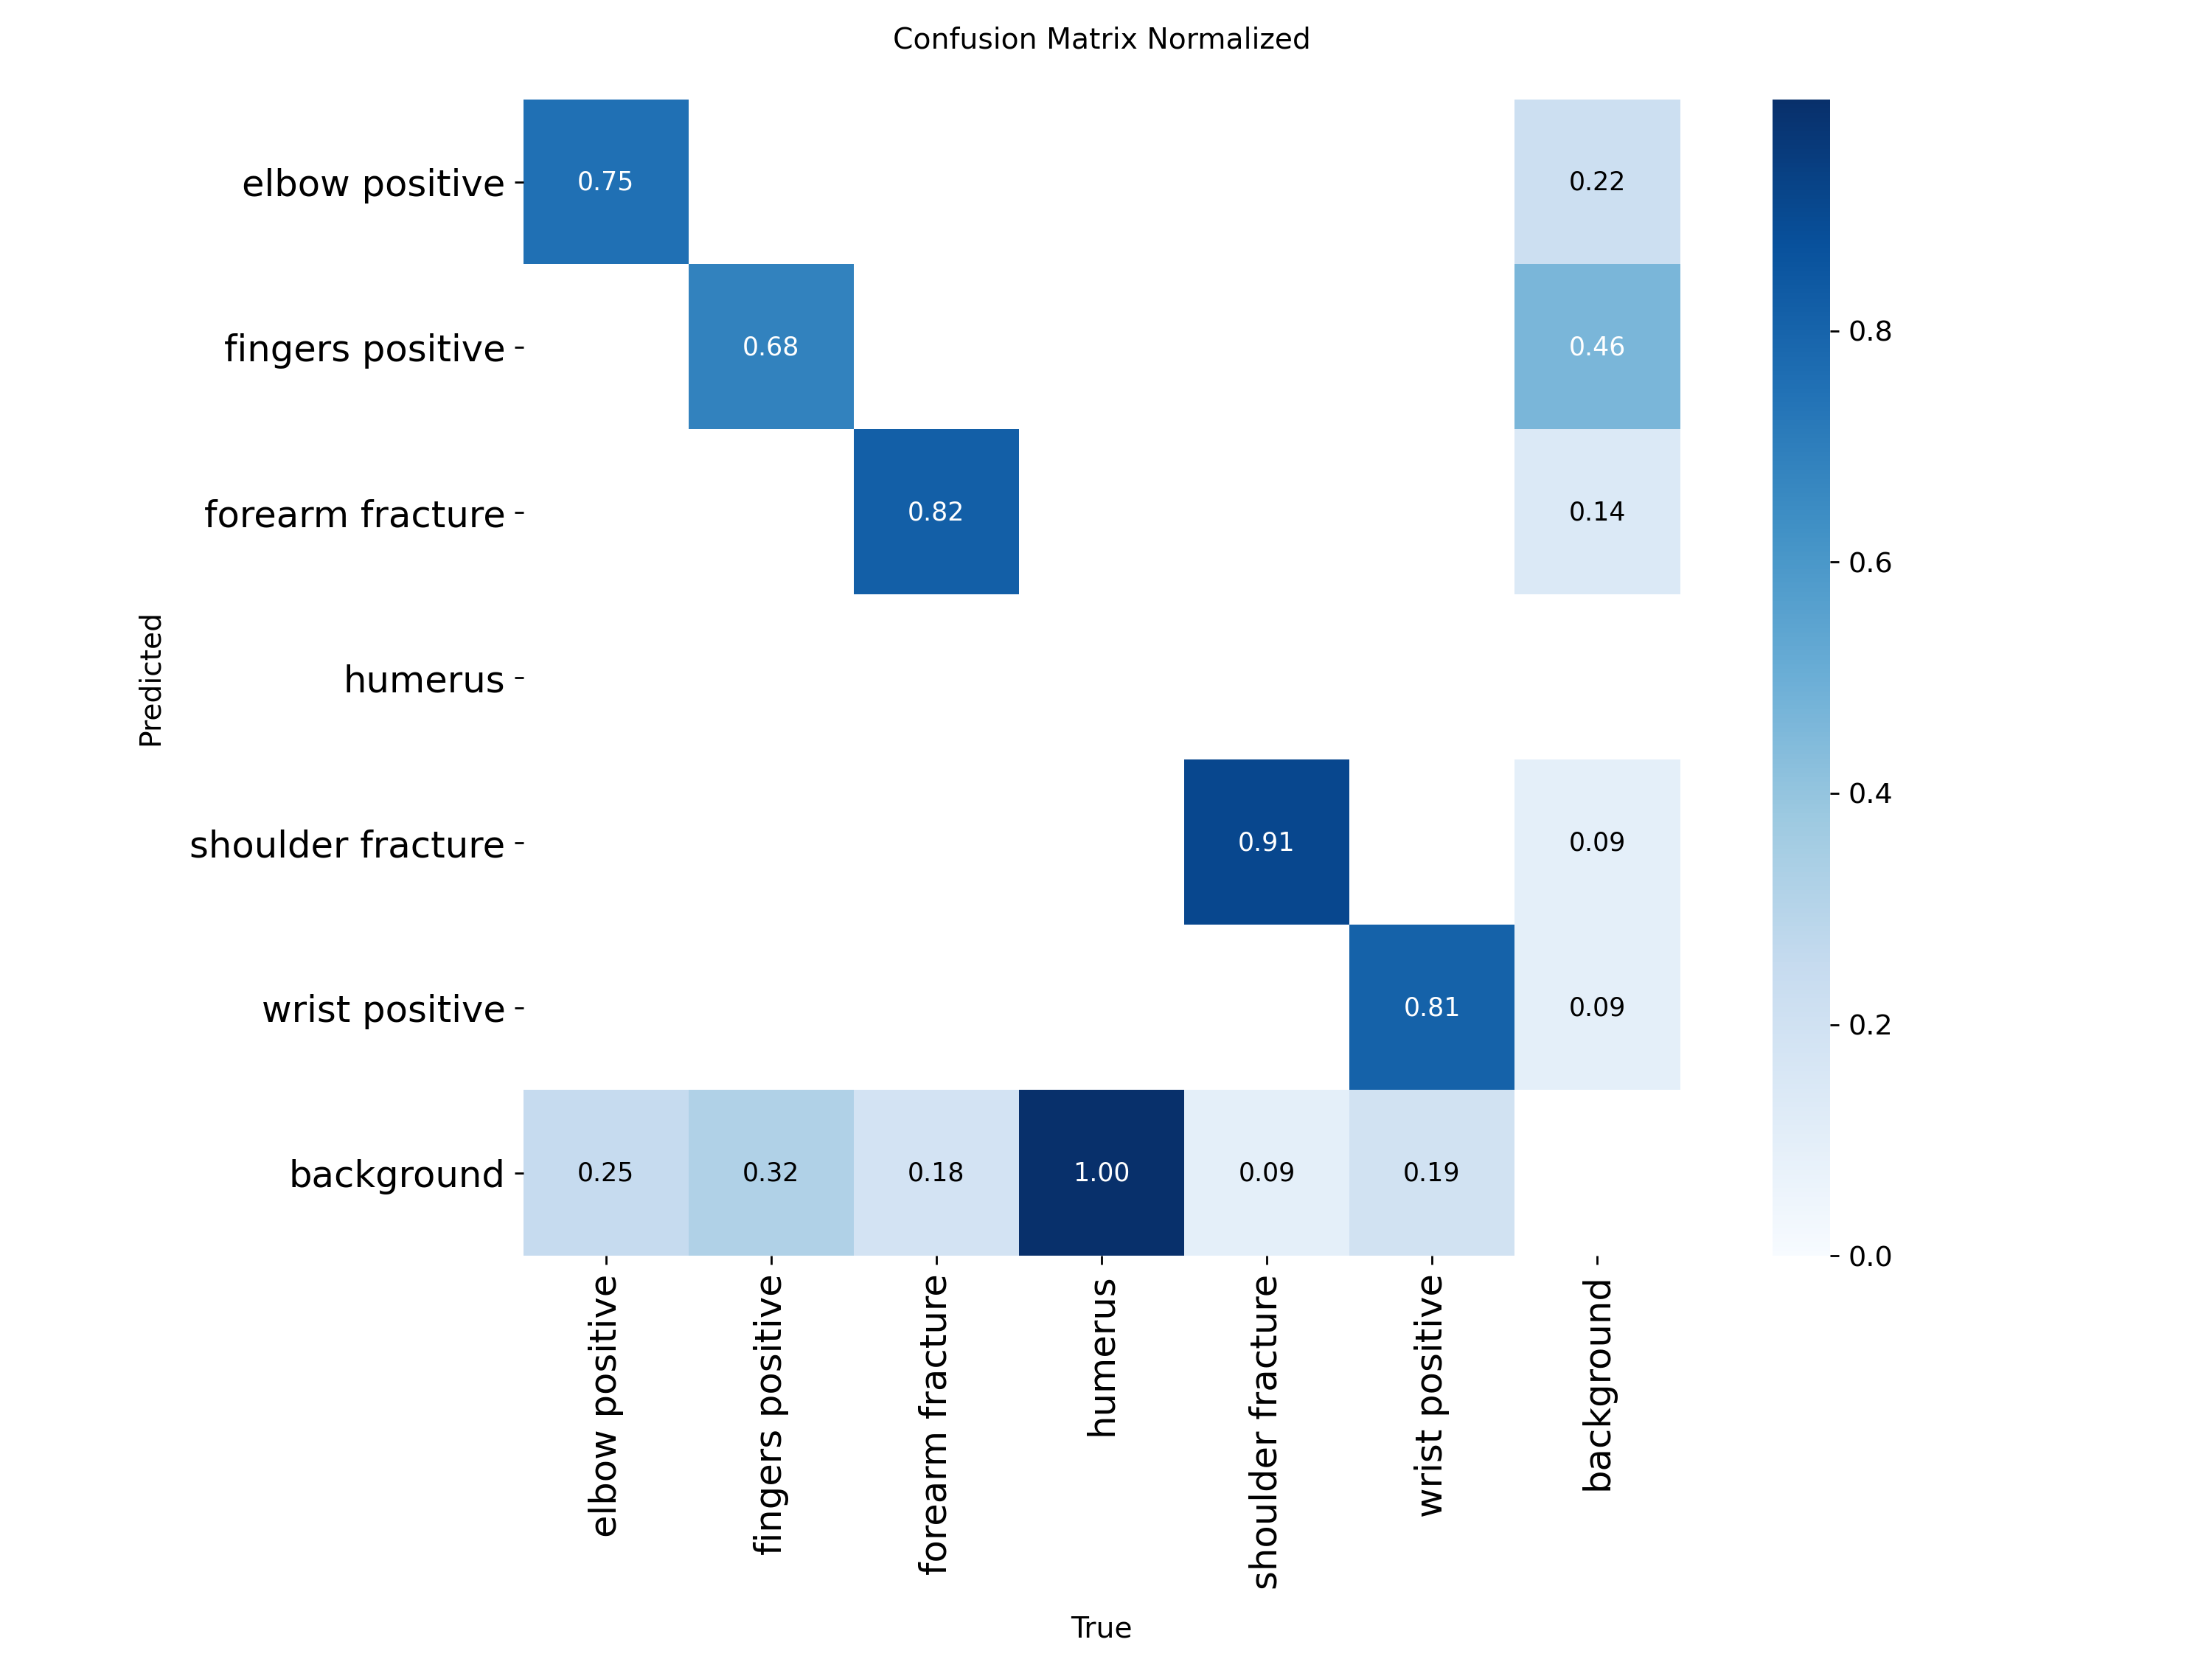 Confusion Matrix Normalized
elbow positive 0.75 0.22
fingers positive 0.68 0.46
forearm fracture 0.82 0.14
humerus
shoulder fracture 0.91 0.09
wrist positive 0.81 0.09
background 0.25 0.32 0.18 1.00 0.09 0.19
Predicted
elbow positive
fingers positive
forearm fracture
humerus
shoulder fracture
wrist positive
background
True
0.8
0.6
0.4
0.2
0.0